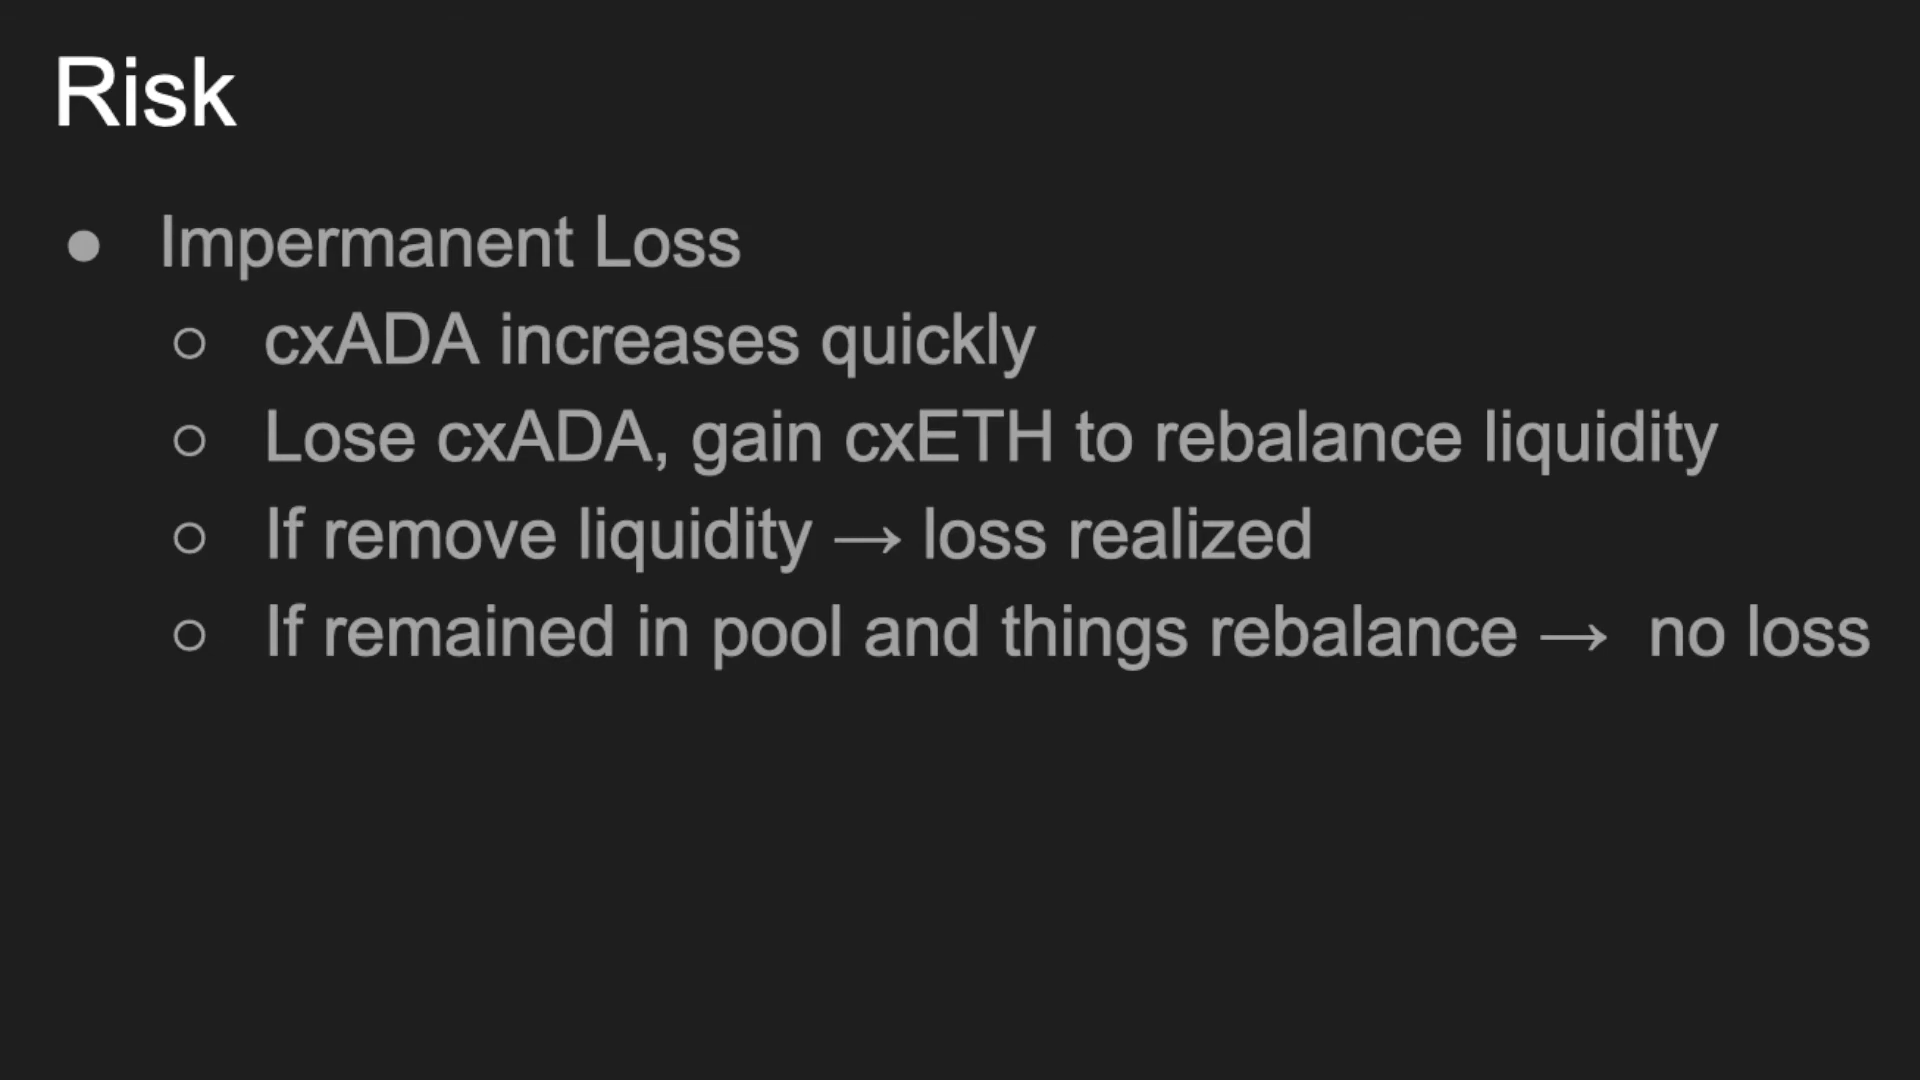 Risk
● Impermanent Loss
○ cxADA increases quickly
○ Lose cxADA, gain cxETH to rebalance liquidity
○ If remove liquidity → loss realized
○ If remained in pool and things rebalance → no loss